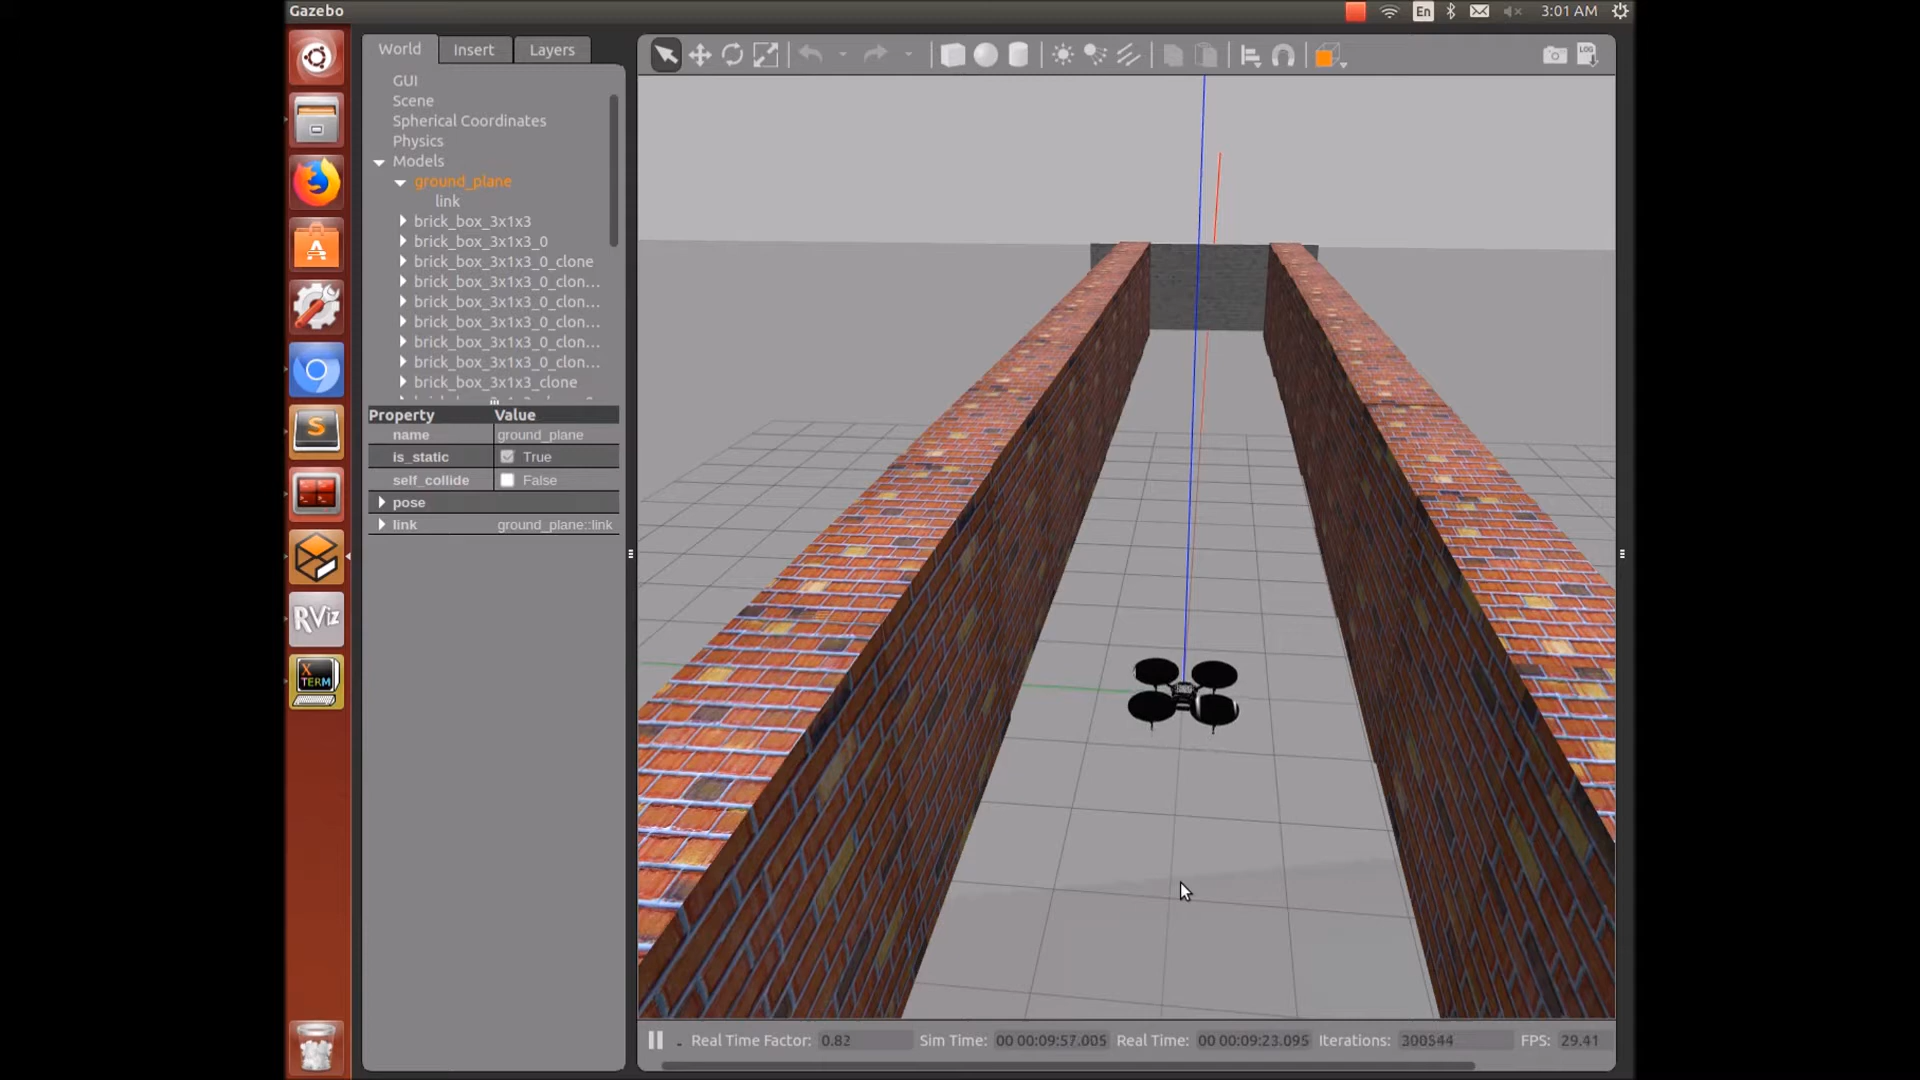 Gazebo
En
3:01 AM
World Insert Layers
LOG
GUI
Scene
Spherical Coordinates
Physics
Models
ground_plane
link
brick_box_3x1x3
brick_box_3x1x3_0
brick_box_3x1x3_0_clone
brick_box_3x1x3_0_clon...
brick_box_3x1x3_0_clon...
brick_box_3x1x3_0_clon...
brick_box_3x1x3_0_clon...
brick_box_3x1x3_0_clon...
brick_box_3x1x3_clone
Property Value
name ground_plane
is_static True
self_collide False
pose
link ground_plane::link
RViz
X
TERM
Real Time Factor: 0.82 Sim Time: 00 00:09:57.005 Real Time: 00 00:09:23.095 Iterations: 300544 FPS: 29.41